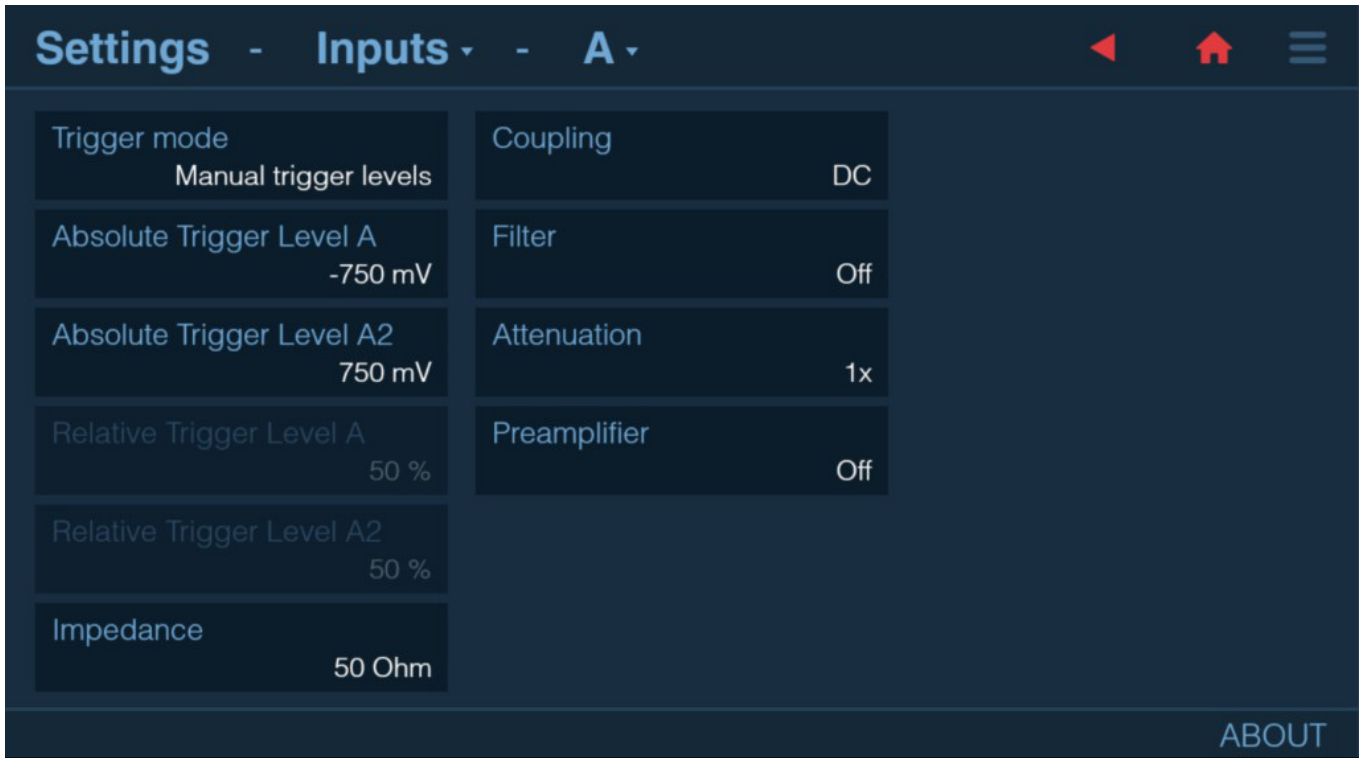 Settings - Inputs - A
Trigger mode
Manual trigger levels
Absolute Trigger Level A
-750 mV
Absolute Trigger Level A2
750 mV
Relative Trigger Level A
50 %
Relative Trigger Level A2
50 %
Impedance
50 Ohm
Coupling
DC
Filter
Off
Attenuation
1x
Preamplifier
Off
ABOUT